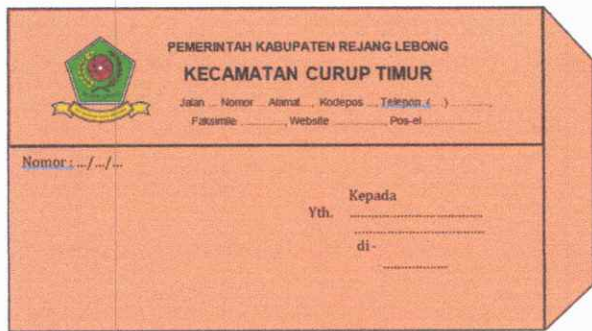 PEMERINTAH KABUPATEN REJANG LEBONG
KECAMATAN CURUP TIMUR
Jalan ... Nomor ... Alamat ..., Kodepos ... Telepon (...) ............,
Faksimile ............, Website ............ Pos-el ............
Nomor : .../.../...
Kepada
Yth. ....................................
....................................
di -
..................